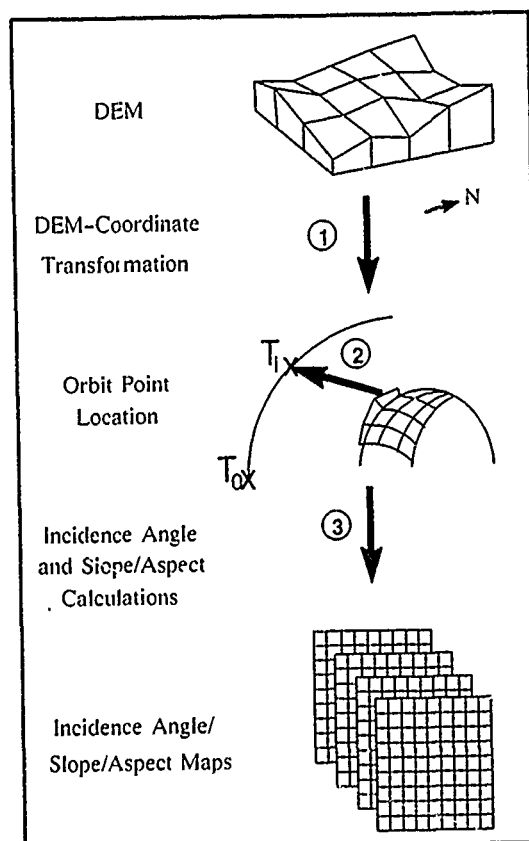 DEM
N
DEM-Coordinate
Transformation
1
T1
2
Orbit Point
Location
T0
3
Incidence Angle
and Slope/Aspect
Calculations
Incidence Angle/
Slope/Aspect Maps